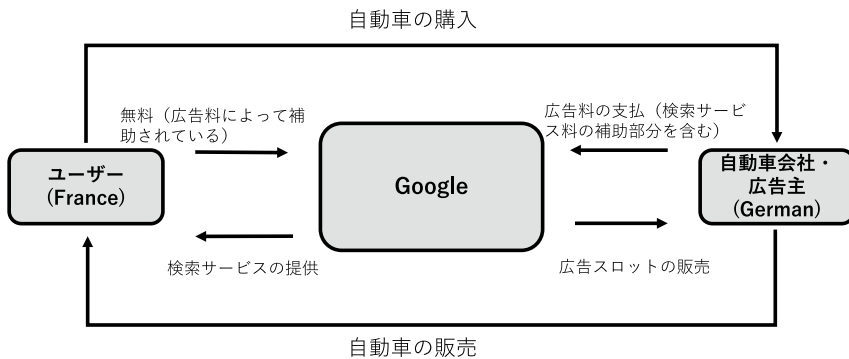 自動車の購入
無料（広告料によって補
助されている）
広告料の支払（検索サービ
ス料の補助部分を含む）
ユーザー
(France)
Google
自動車会社・
広告主
(German)
検索サービスの提供
広告スロットの販売
自動車の販売